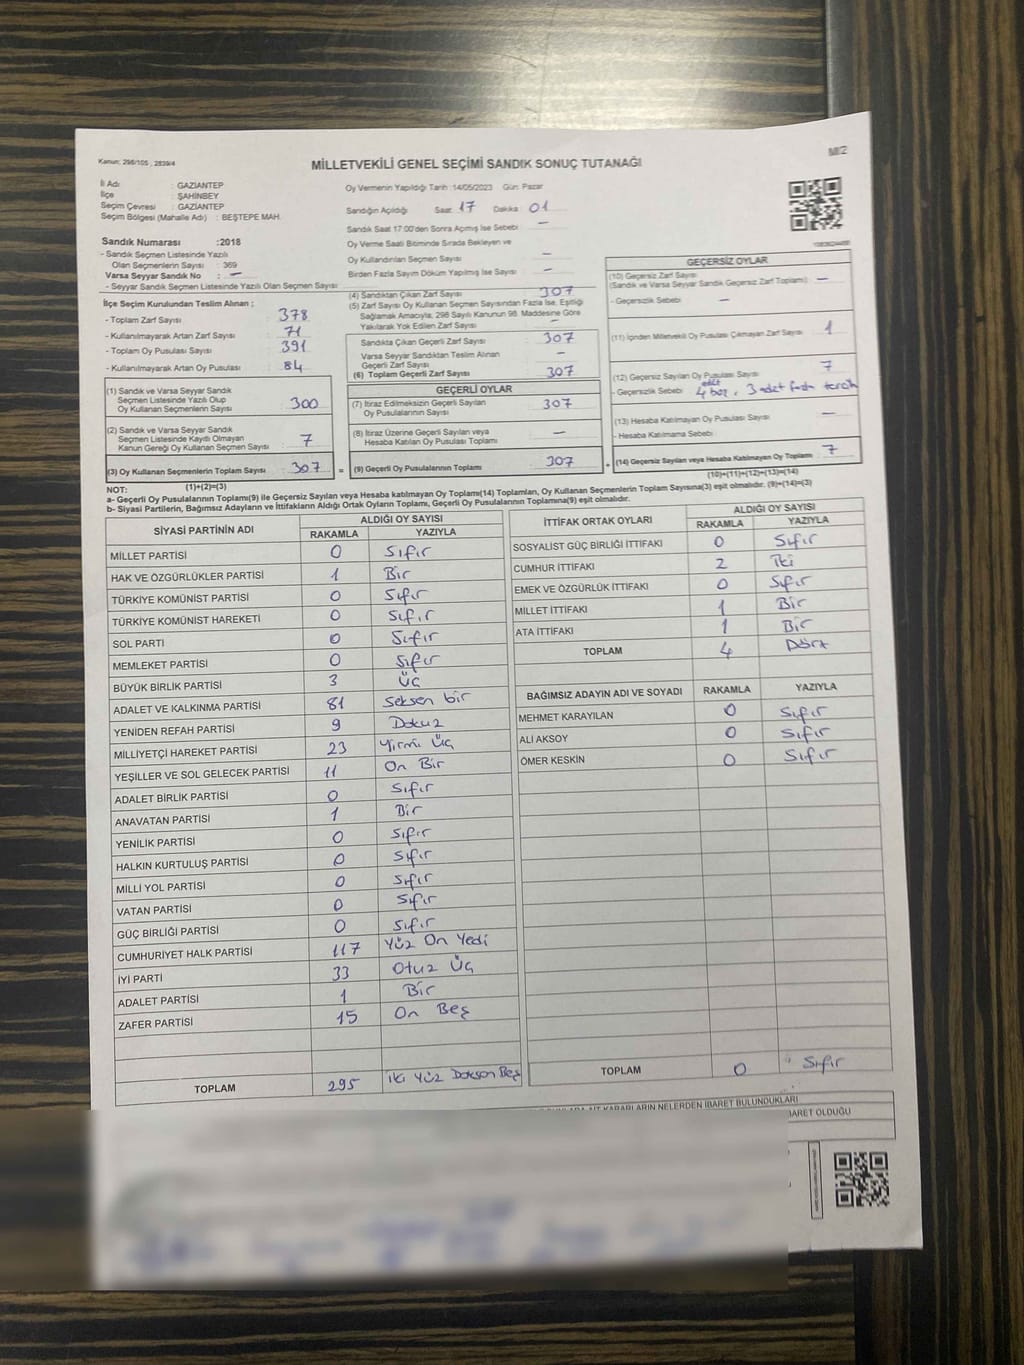 Kanun: 298/105, 2839/4
M/2
MİLLETVEKİLİ GENEL SEÇİMİ SANDIK SONUÇ TUTANAĞI
İl Adı : GAZİANTEP
İlçe : ŞAHİNBEY
Seçim Çevresi : GAZİANTEP
Seçim Bölgesi (Mahalle Adı) : BEŞTEPE MAH.
Oy Vermenin Yapıldığı Tarih :14/05/2023 Gün: Pazar
Sandığın Açıldığı Saat: 17 Dakika: 01
Sandık Saat 17:00'den Sonra Açılmış İse Sebebi : —
Oy Verme Saati Bitiminde Sırada Bekleyen ve
Oy Kullandırılan Seçmen Sayısı : —
Birden Fazla Sayım Döküm Yapılmış İse Sayısı : —
Sandık Numarası :2018
- Sandık Seçmen Listesinde Yazılı
Olan Seçmenlerin Sayısı : 369
Varsa Seyyar Sandık No : —
- Seyyar Sandık Seçmen Listesinde Yazılı Olan Seçmen Sayısı
İlçe Seçim Kurulundan Teslim Alınan ;
- Toplam Zarf Sayısı : 378
- Kullanılmayarak Artan Zarf Sayısı : 71
- Toplam Oy Pusulası Sayısı : 391
- Kullanılmayarak Artan Oy Pusulası : 84
(1) Sandık ve Varsa Seyyar Sandık
Seçmen Listesinde Yazılı Olup
Oy Kullanan Seçmenlerin Sayısı : 300
(2) Sandık ve Varsa Seyyar Sandık
Seçmen Listesinde Kayıtlı Olmayan
Kanun Gereği Oy Kullanan Seçmen Sayısı : 7
(3) Oy Kullanan Seçmenlerin Toplam Sayısı : 307 =
(1)+(2)=(3)
(4) Sandıktan Çıkan Zarf Sayısı : 307
(5) Zarf Sayısı Oy Kullanan Seçmen Sayısından Fazla İse, Eşitliği
Sağlamak Amacıyla, 298 Sayılı Kanunun 98. Maddesine Göre
Yakılarak Yok Edilen Zarf Sayısı : —
Sandıkta Çıkan Geçerli Zarf Sayısı : 307
Varsa Seyyar Sandıktan Teslim Alınan
Geçerli Zarf Sayısı : —
(6) Toplam Geçerli Zarf Sayısı : 307
GEÇERLİ OYLAR
(7) İtiraz Edilmeksizin Geçerli Sayılan
Oy Pusulalarının Sayısı : 307
(8) İtiraz Üzerine Geçerli Sayılan veya
Hesaba Katılan Oy Pusulası Toplamı : —
(9) Geçerli Oy Pusulalarının Toplamı : 307 +
GEÇERSİZ OYLAR
(10) Geçersiz Zarf Sayısı
(Sandık ve Varsa Seyyar Sandık Geçersiz Zarf Toplamı) : —
- Geçersizlik Sebebi : —
(11) İçinden Milletvekili Oy Pusulası Çıkmayan Zarf Sayısı : 1
(12) Geçersiz Sayılan Oy Pusulası Sayısı : 7
- Geçersizlik Sebebi : 4 adet boş, 3 adet fazla tercih
(13) Hesaba Katılmayan Oy Pusulası Sayısı : —
- Hesaba Katılmama Sebebi :
(14) Geçersiz Sayılan veya Hesaba Katılmayan Oy Toplamı : 7
(10)+(11)+(12)+(13)=(14)
NOT:
a- Geçerli Oy Pusulalarının Toplamı(9) ile Geçersiz Sayılan veya Hesaba katılmayan Oy Toplamı(14) Toplamları, Oy Kullanan Seçmenlerin Toplam Sayısına(3) eşit olmalıdır. (9)+(14)=(3)
b- Siyasi Partilerin, Bağımsız Adayların ve İttifakların Aldığı Ortak Oyların Toplamı, Geçerli Oy Pusulalarının Toplamına(9) eşit olmalıdır.
SİYASİ PARTİNİN ADI ALDIĞI OY SAYISI
RAKAMLA YAZIYLA
MİLLET PARTİSİ 0 Sıfır
HAK VE ÖZGÜRLÜKLER PARTİSİ 1 Bir
TÜRKİYE KOMÜNİST PARTİSİ 0 Sıfır
TÜRKİYE KOMÜNİST HAREKETİ 0 Sıfır
SOL PARTİ 0 Sıfır
MEMLEKET PARTİSİ 0 Sıfır
BÜYÜK BİRLİK PARTİSİ 3 Üç
ADALET VE KALKINMA PARTİSİ 81 Seksen bir
YENİDEN REFAH PARTİSİ 9 Dokuz
MİLLİYETÇİ HAREKET PARTİSİ 23 Yirmi Üç
YEŞİLLER VE SOL GELECEK PARTİSİ 11 On Bir
ADALET BİRLİK PARTİSİ 0 Sıfır
ANAVATAN PARTİSİ 1 Bir
YENİLİK PARTİSİ 0 Sıfır
HALKIN KURTULUŞ PARTİSİ 0 Sıfır
MİLLİ YOL PARTİSİ 0 Sıfır
VATAN PARTİSİ 0 Sıfır
GÜÇ BİRLİĞİ PARTİSİ 0 Sıfır
CUMHURİYET HALK PARTİSİ 117 Yüz On Yedi
İYİ PARTİ 33 Otuz Üç
ADALET PARTİSİ 1 Bir
ZAFER PARTİSİ 15 On Beş
TOPLAM 295 İki Yüz Doksan Beş
İTTİFAK ORTAK OYLARI ALDIĞI OY SAYISI
RAKAMLA YAZIYLA
SOSYALİST GÜÇ BİRLİĞİ İTTİFAKI 0 Sıfır
CUMHUR İTTİFAKI 2 İki
EMEK VE ÖZGÜRLÜK İTTİFAKI 0 Sıfır
MİLLET İTTİFAKI 1 Bir
ATA İTTİFAKI 1 Bir
TOPLAM 4 Dört
BAĞIMSIZ ADAYIN ADI VE SOYADI RAKAMLA YAZIYLA
MEHMET KARAYILAN 0 Sıfır
ALİ AKSOY 0 Sıfır
ÖMER KESKİN 0 Sıfır
TOPLAM 0 Sıfır
KARARLARIN NELERDEN İBARET BULUNDUKLARI
İBARET OLDUĞU